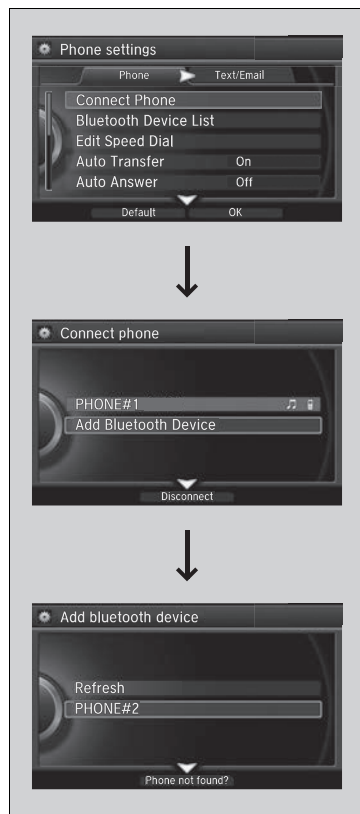 Phone settings
Phone Text/Email
Connect Phone
Bluetooth Device List
Edit Speed Dial
Auto Transfer On
Auto Answer Off
Default OK
Connect phone
PHONE#1
Add Bluetooth Device
Disconnect
Add bluetooth device
Refresh
PHONE#2
Phone not found?